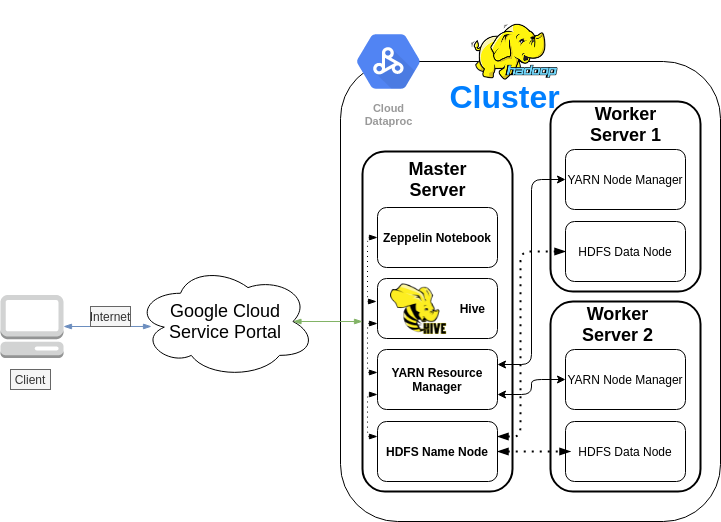 hadoop
Cluster
Cloud
Dataproc
Master
Server
Zeppelin Notebook
Hive
HIVE
YARN Resource
Manager
HDFS Name Node
Worker
Server 1
YARN Node Manager
HDFS Data Node
Worker
Server 2
YARN Node Manager
HDFS Data Node
Google Cloud
Service Portal
Internet
Client